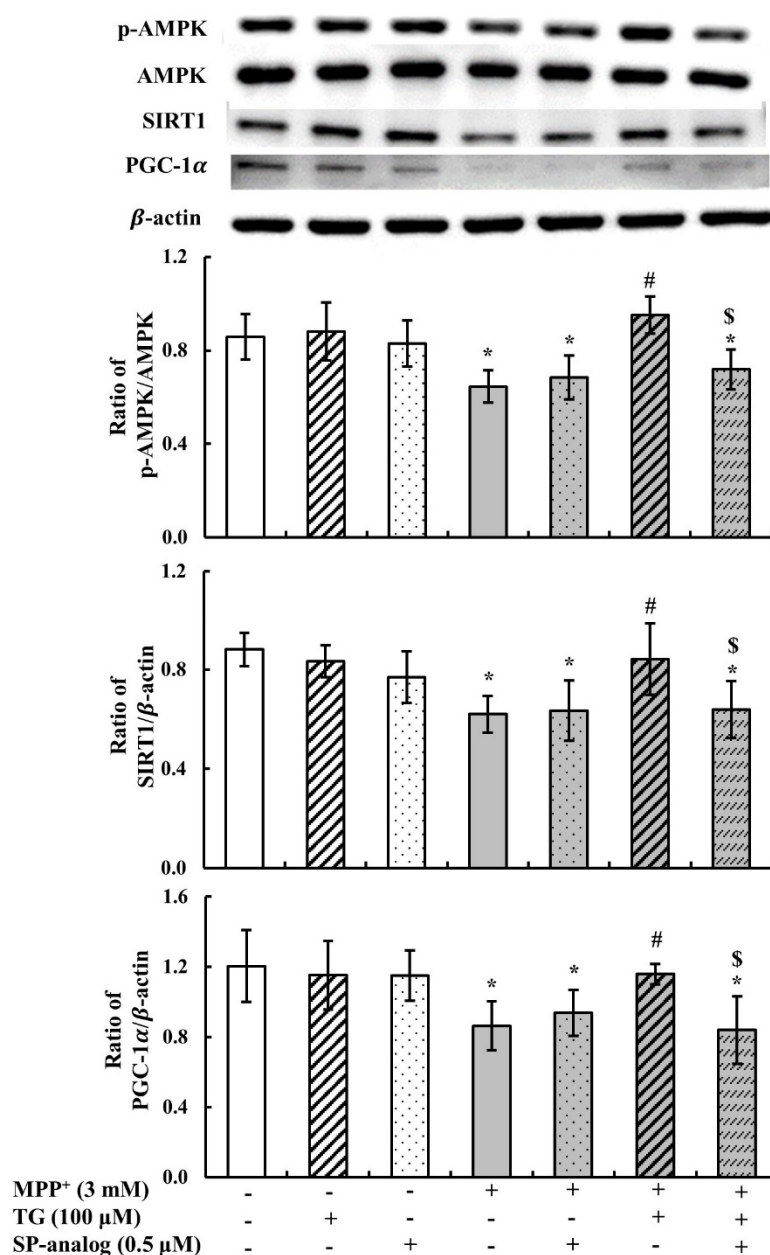 p-AMPK
AMPK
SIRT1
PGC-1α
β-actin
1.2
0.8
0.4
0.0
Ratio of
p-AMPK/AMPK
* * # $ *
1.2
0.8
0.4
0.0
Ratio of
SIRT1/β-actin
* * # $ *
1.6
1.2
0.8
0.4
0.0
Ratio of
PGC-1α/β-actin
* * # $ *
MPP⁺ (3 mM) - - - + + + +
TG (100 μM) - + - - - + +
SP-analog (0.5 μM) - - + - + - +